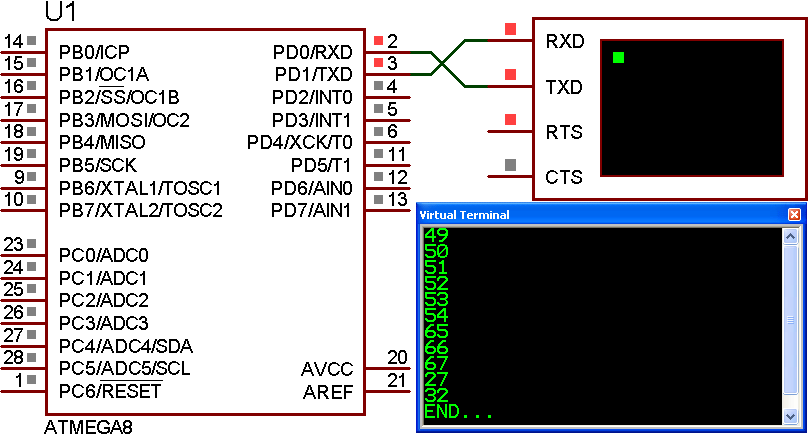 U1
14 PB0/ICP PD0/RXD 2
15 PB1/OC1A PD1/TXD 3
16 PB2/SS/OC1B PD2/INT0 4
17 PB3/MOSI/OC2 PD3/INT1 5
18 PB4/MISO PD4/XCK/T0 6
19 PB5/SCK PD5/T1 11
9 PB6/XTAL1/TOSC1 PD6/AIN0 12
10 PB7/XTAL2/TOSC2 PD7/AIN1 13
23 PC0/ADC0
24 PC1/ADC1
25 PC2/ADC2
26 PC3/ADC3
27 PC4/ADC4/SDA
28 PC5/ADC5/SCL AVCC 20
1 PC6/RESET AREF 21
ATMEGA8
RXD
TXD
RTS
CTS
Virtual Terminal
49
50
51
52
53
54
65
66
67
27
32
END...